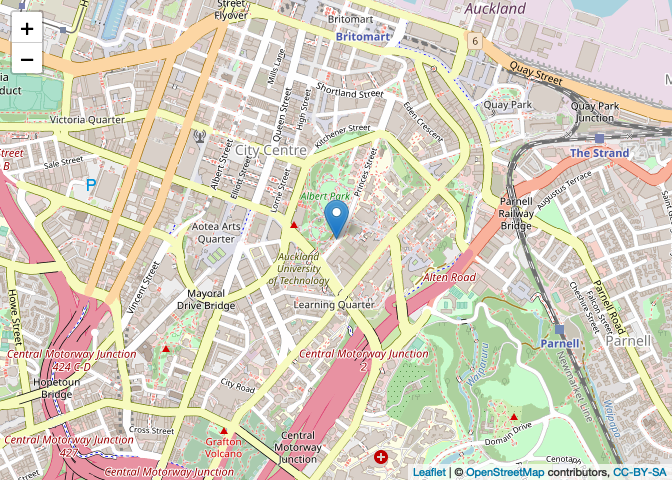 +
−
Street
Flyover
Britomart
Britomart
Auckland
6
Quay Street
Mills Lane
Shortland Street
Eden Crescent
Quay Park
Quay Park
Junction
The Strand
Queen Street
High Street
Victoria Quarter
Kitchener Street
City Centre
Princes Street
Albert Street
Elliott Street
Lorne Street
Sale Street
Street
B
P
Albert Park
Augustus Terrace
Parnell
Railway
Bridge
Aotea Arts
Quarter
Auckland
University
of Technology
Vincent Street
Alten Road
Mayoral
Drive Bridge
Learning Quarter
Howe Street
Parnell Road
Falcon Street
Cheshire Street
Parnell
Parnell
Central Motorway Junction
424 C-D
Central Motorway Junction
2
Waipapa
Newmarket Line
Hopetoun
Bridge
City Road
Cross Street
Central Motorway Junction
427
Grafton
Volcano
Central
Motorway
Junction
Domain Drive
Cenotaph
Central Motorway Junction
Leaflet | © OpenStreetMap contributors, CC-BY-SA